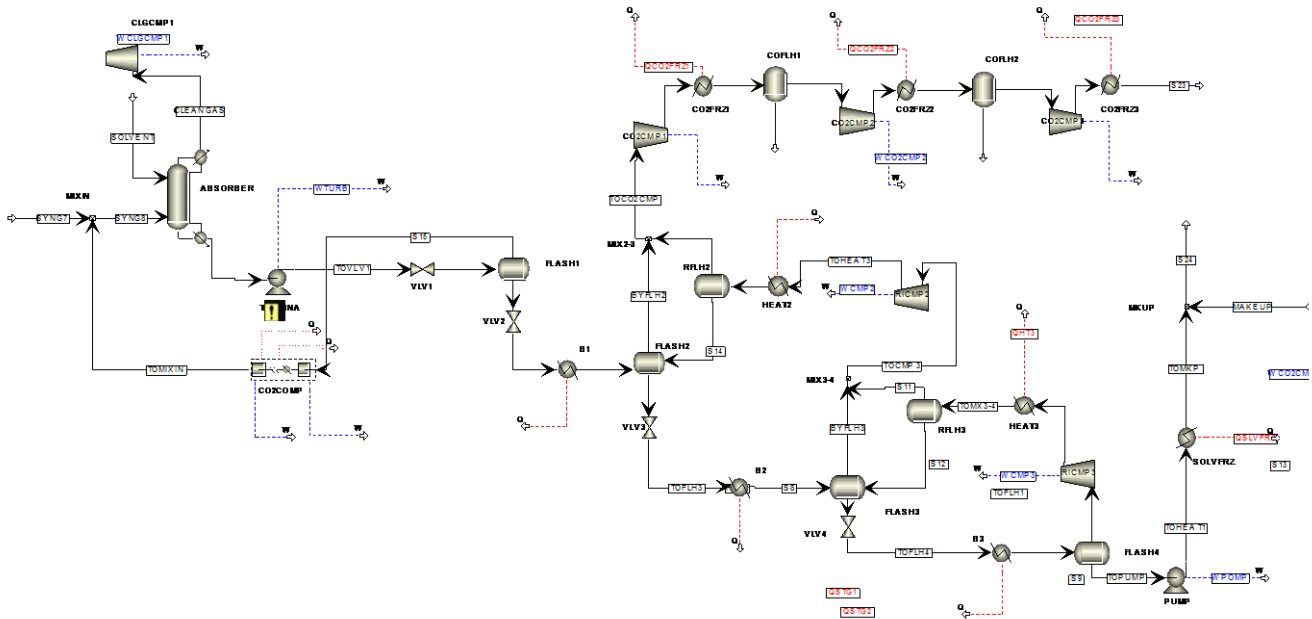 CLGCMP1
WCLGCMP1
W
CLEANGAS
SOLVENT
ABSORBER
MIXIN
SYNG7
SYNG8
WTURB
W
S15
TOVLV1
VLV1
FLASH1
VLV2
TOMIXIN
CO2COMP
Q
Q
W
W
B1
Q
Q
QCO2FRZ1
CO2FRZ1
COFLH1
CO2CMP1
W
Q
QCO2FRZ2
CO2FRZ2
CO2CMP2
WCO2CMP2
W
COFLH2
Q
QCO2FRZ3
CO2FRZ3
S23
W
TOCO2CMP
MIX2-3
BYFLH2
RFLH2
S14
FLASH2
VLV3
Q
HEAT2
TOHEAT3
W
WCMP2
RICMP2
TOCMP3
MIX3-4
S11
BYFLH3
RFLH3
S12
TOMX3-4
HEAT3
QHT3
Q
W
WCMP3
TOFLH1
RICMP3
TOFLH3
B2
S8
Q
FLASH3
VLV4
TOFLH4
B3
Q
QSTG1
QSTG2
FLASH4
S9
TOPUMP
PUMP
WPOMP
W
TOHEAT1
SOLVFRZ
Q
S13
TOMKP
MKUP
MAKEUP
S24
WCO2CM